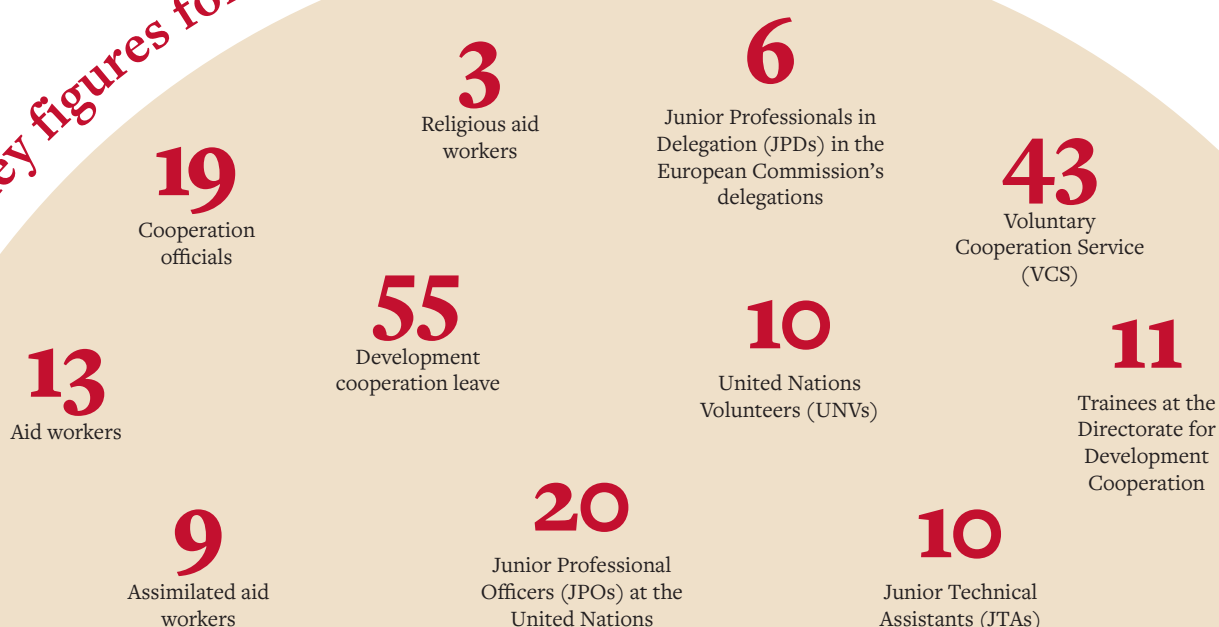 figures
3
Religious aid
workers
6
Junior Professionals in
Delegation (JPDs) in the
European Commission’s
delegations
19
Cooperation
officials
43
Voluntary
Cooperation Service
(VCS)
55
Development
cooperation leave
10
United Nations
Volunteers (UNVs)
13
Aid workers
11
Trainees at the
Directorate for
Development
Cooperation
9
Assimilated aid
workers
20
Junior Professional
Officers (JPOs) at the
United Nations
10
Junior Technical
Assistants (JTAs)